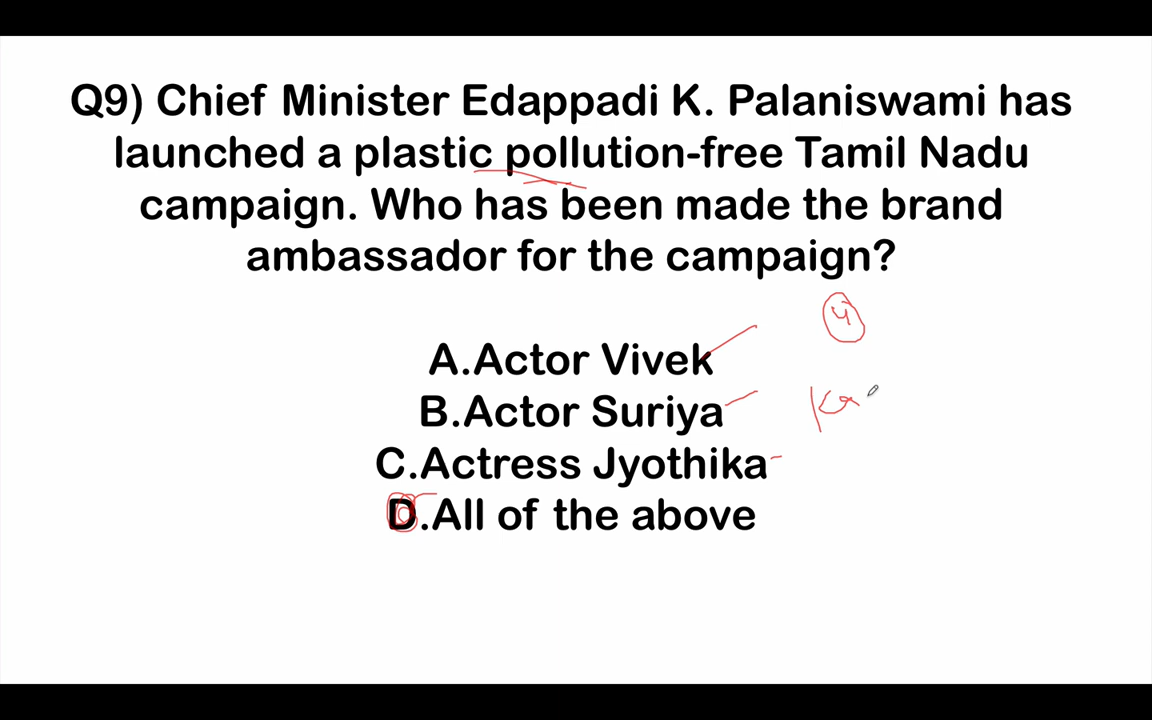 Q9) Chief Minister Edappadi K. Palaniswami has
launched a plastic pollution-free Tamil Nadu
campaign. Who has been made the brand
ambassador for the campaign?
4
A.Actor Vivek
Ka
B.Actor Suriya
C.Actress Jyothika
D.All of the above